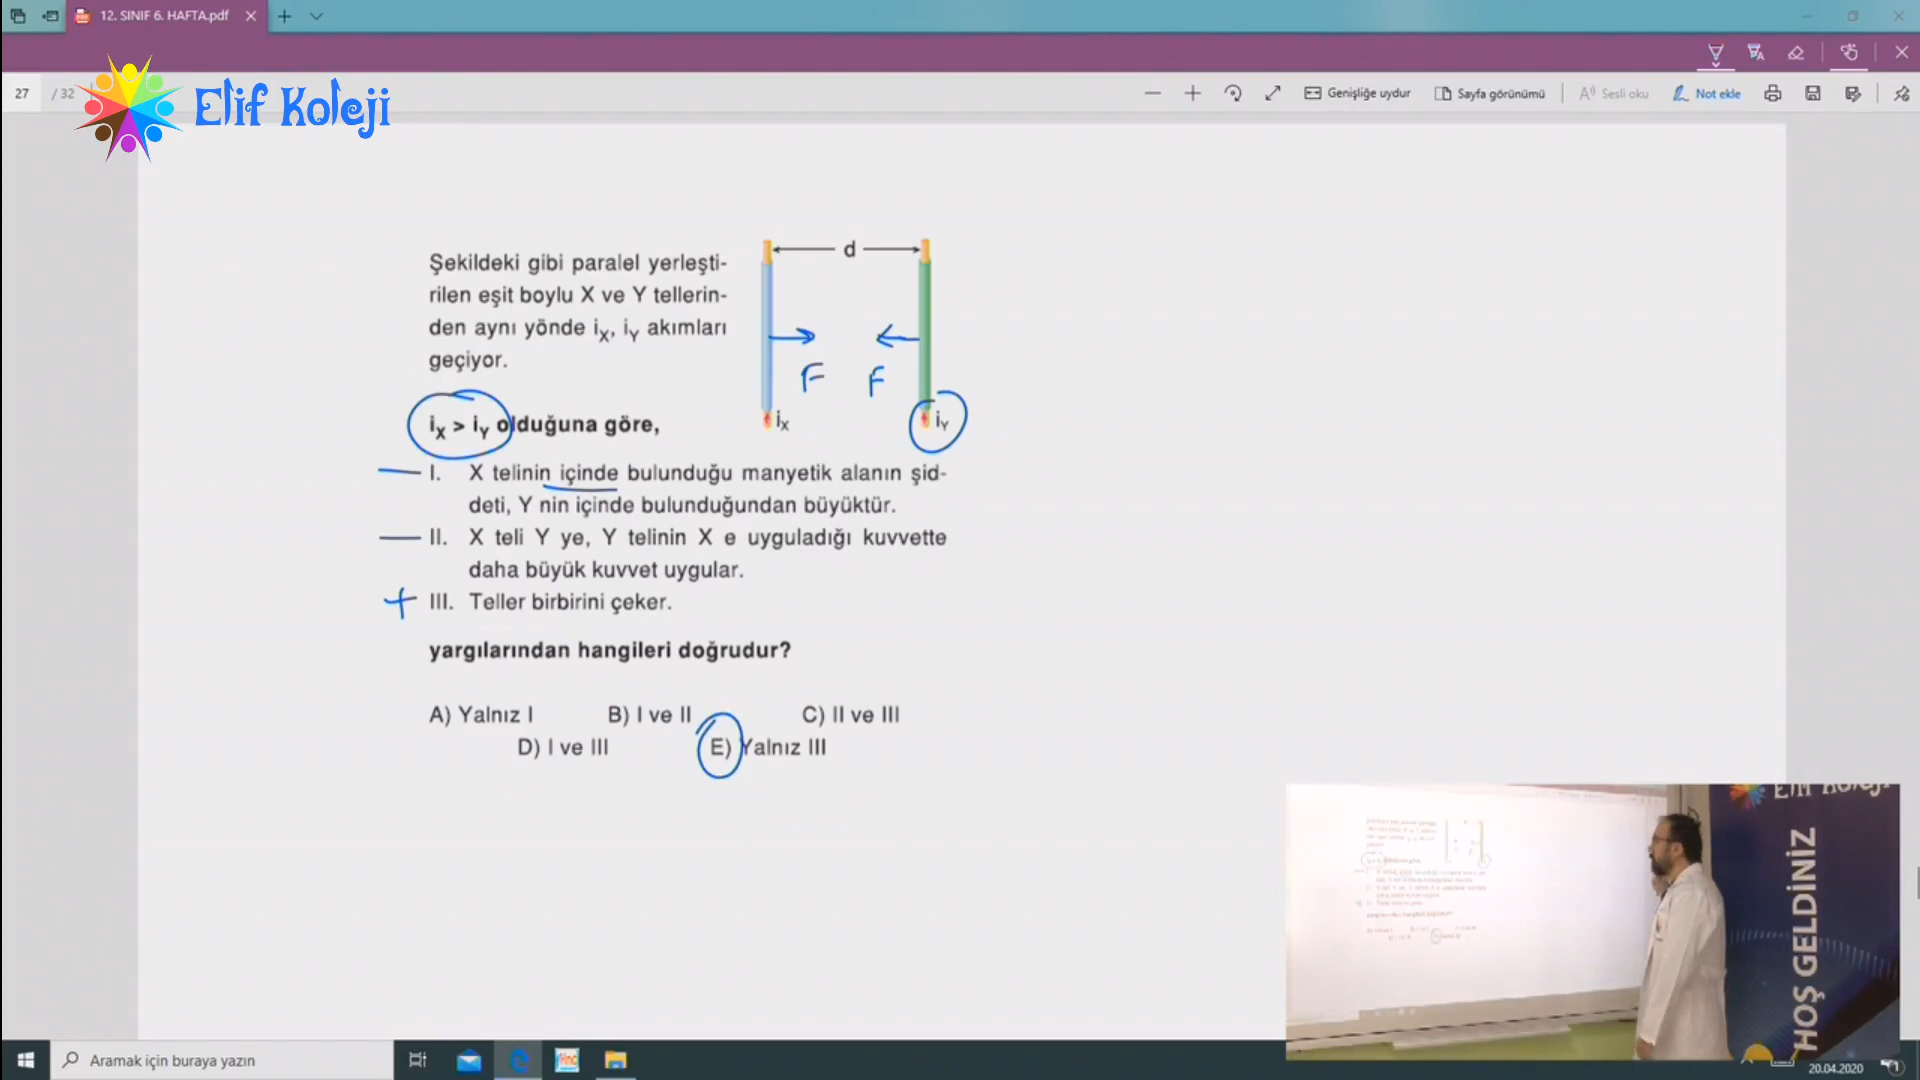 12. SINIF 6. HAFTA.pdf
27 / 32
Elif Koleji
Genişliğe uydur
Sayfa görünümü
Sesli oku
Not ekle
Şekildeki gibi paralel yerleşti-
rilen eşit boylu X ve Y tellerin-
den aynı yönde iX, iY akımları
geçiyor.
d
F F
iX iY
iX > iY olduğuna göre,
I. X telinin içinde bulunduğu manyetik alanın şid-
deti, Y nin içinde bulunduğundan büyüktür.
II. X teli Y ye, Y telinin X e uyguladığı kuvvette
daha büyük kuvvet uygular.
+ III. Teller birbirini çeker.
yargılarından hangileri doğrudur?
A) Yalnız I B) I ve II C) II ve III
D) I ve III E) Yalnız III
Elif Koleji
HOŞ GELDİNİZ
Aramak için buraya yazın
20.04.2020
1